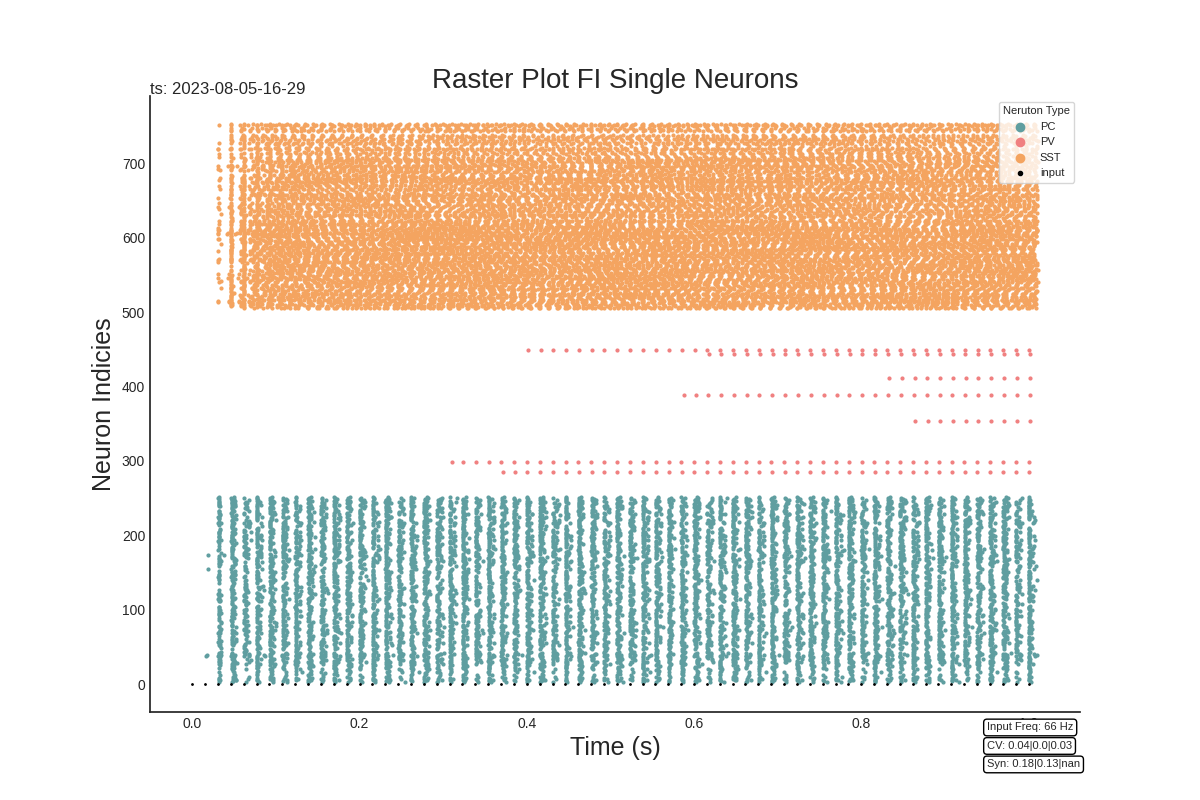 Raster Plot FI Single Neurons
ts: 2023-08-05-16-29
Neruton Type
PC
PV
SST
input
700
600
500
400
300
200
100
0
Neuron Indicies
0.0 0.2 0.4 0.6 0.8
Time (s)
Input Freq: 66 Hz
CV: 0.04|0.0|0.03
Syn: 0.18|0.13|nan